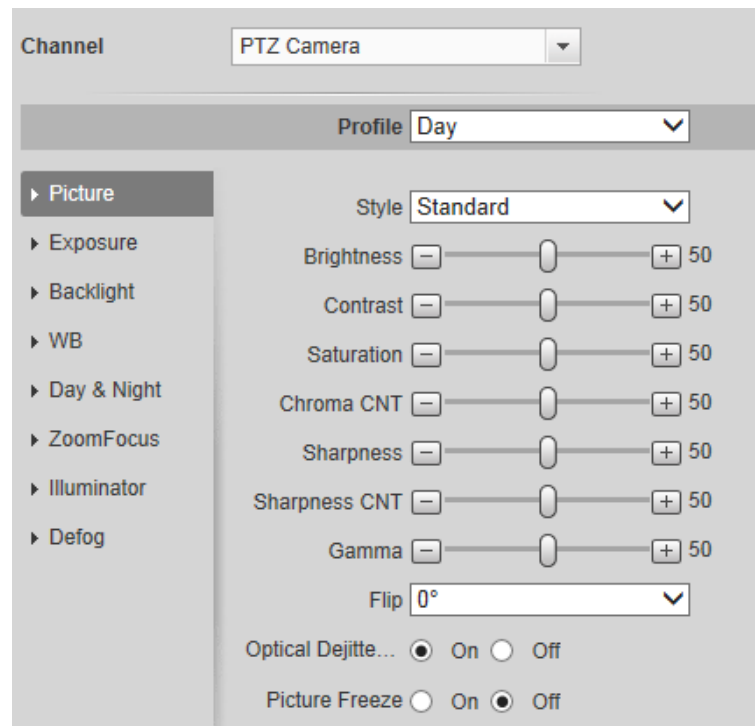 Channel PTZ Camera
Profile Day
Picture
Exposure
Backlight
WB
Day & Night
ZoomFocus
Illuminator
Defog
Style Standard
Brightness 50
Contrast 50
Saturation 50
Chroma CNT 50
Sharpness 50
Sharpness CNT 50
Gamma 50
Flip 0°
Optical Dejitte... On Off
Picture Freeze On Off